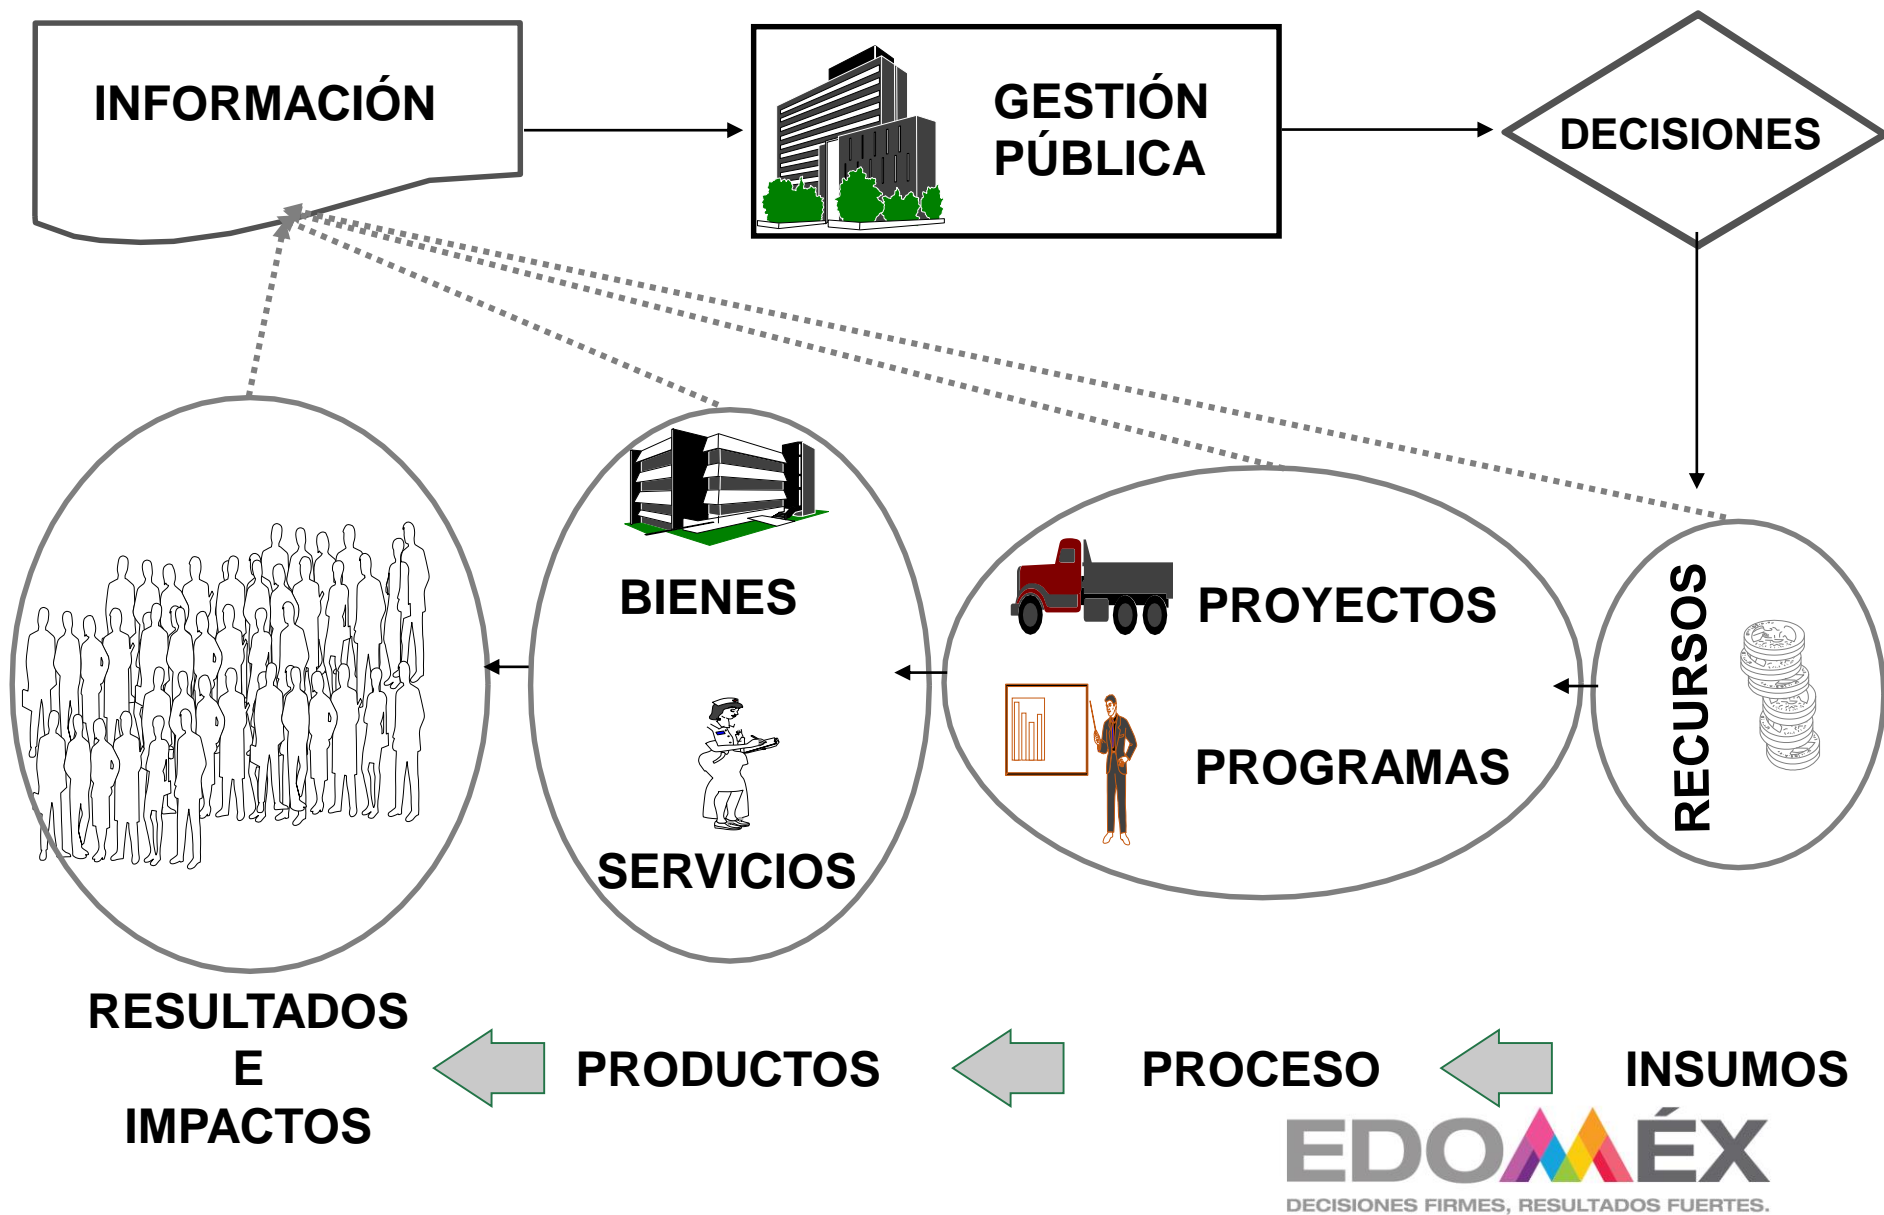 INFORMACIÓN
GESTIÓN
PÚBLICA
DECISIONES
BIENES
SERVICIOS
PROYECTOS
PROGRAMAS
RECURSOS
RESULTADOS
E
IMPACTOS
PRODUCTOS
PROCESO
INSUMOS
EDOMÉX
DECISIONES FIRMES, RESULTADOS FUERTES.